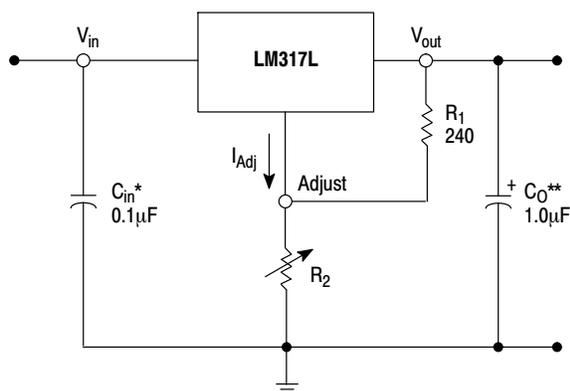 Vin
LM317L
Vout
R1
240
IAdj
Adjust
Cin*
0.1μF
+
CO**
1.0μF
R2